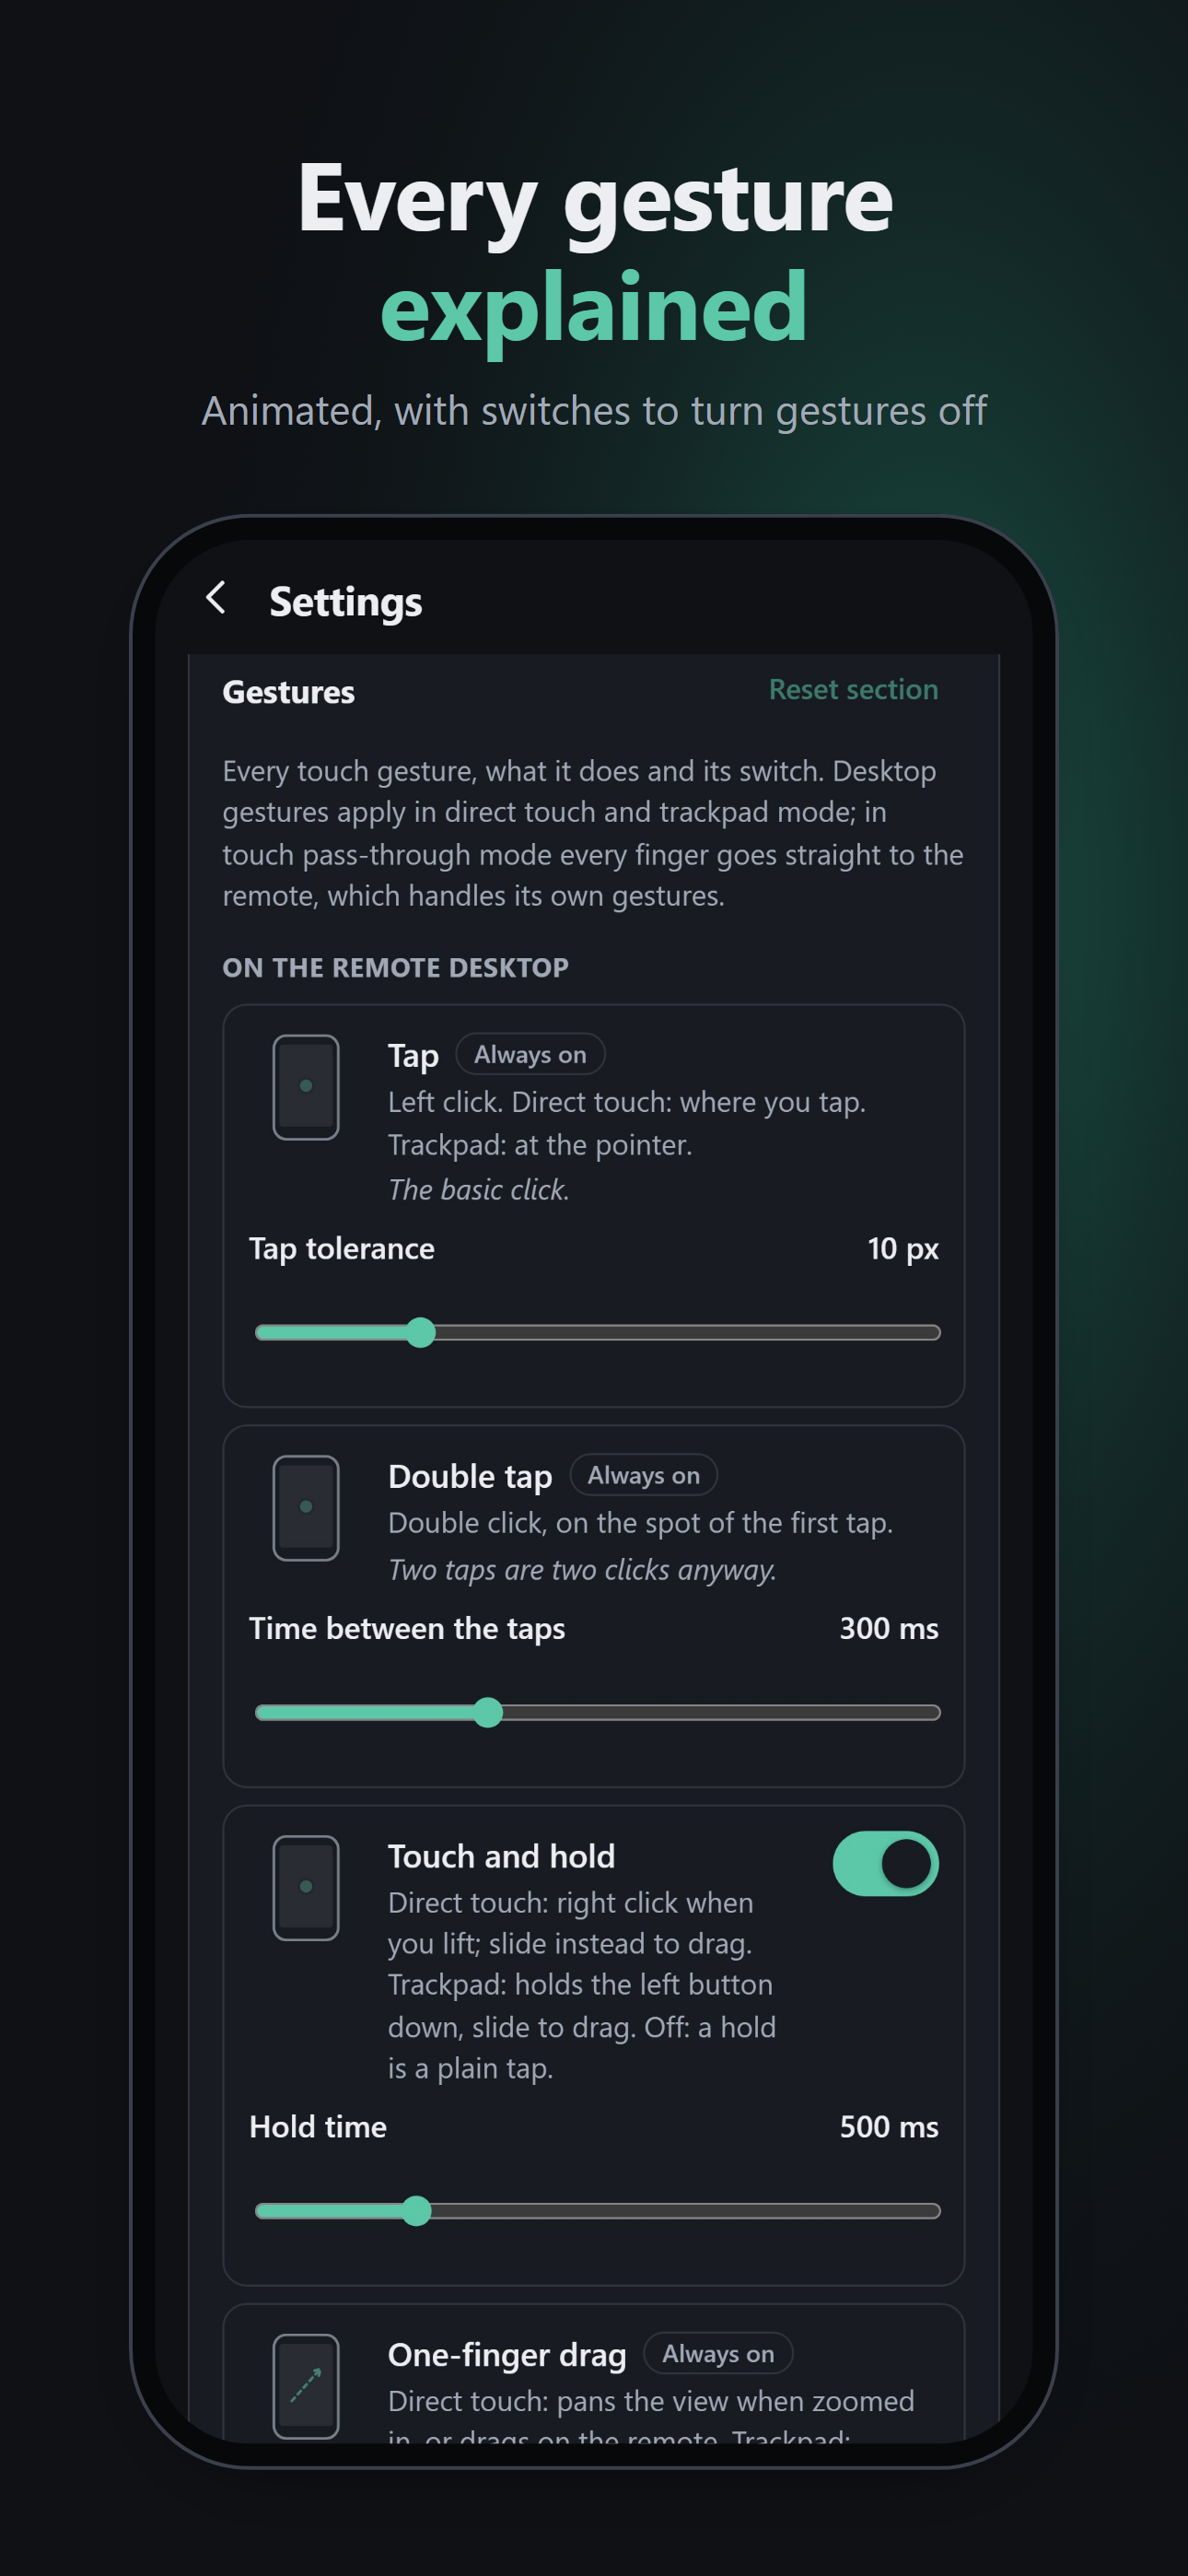 Every gesture
explained
Animated, with switches to turn gestures off
Settings
Gestures
Reset section
Every touch gesture, what it does and its switch. Desktop
gestures apply in direct touch and trackpad mode; in
touch pass-through mode every finger goes straight to the
remote, which handles its own gestures.
ON THE REMOTE DESKTOP
Tap
Always on
Left click. Direct touch: where you tap.
Trackpad: at the pointer.
The basic click.
Tap tolerance
10 px
Double tap
Always on
Double click, on the spot of the first tap.
Two taps are two clicks anyway.
Time between the taps
300 ms
Touch and hold
Direct touch: right click when
you lift; slide instead to drag.
Trackpad: holds the left button
down, slide to drag. Off: a hold
is a plain tap.
Hold time
500 ms
One-finger drag
Always on
Direct touch: pans the view when zoomed
in, or drags on the remote. Trackpad: